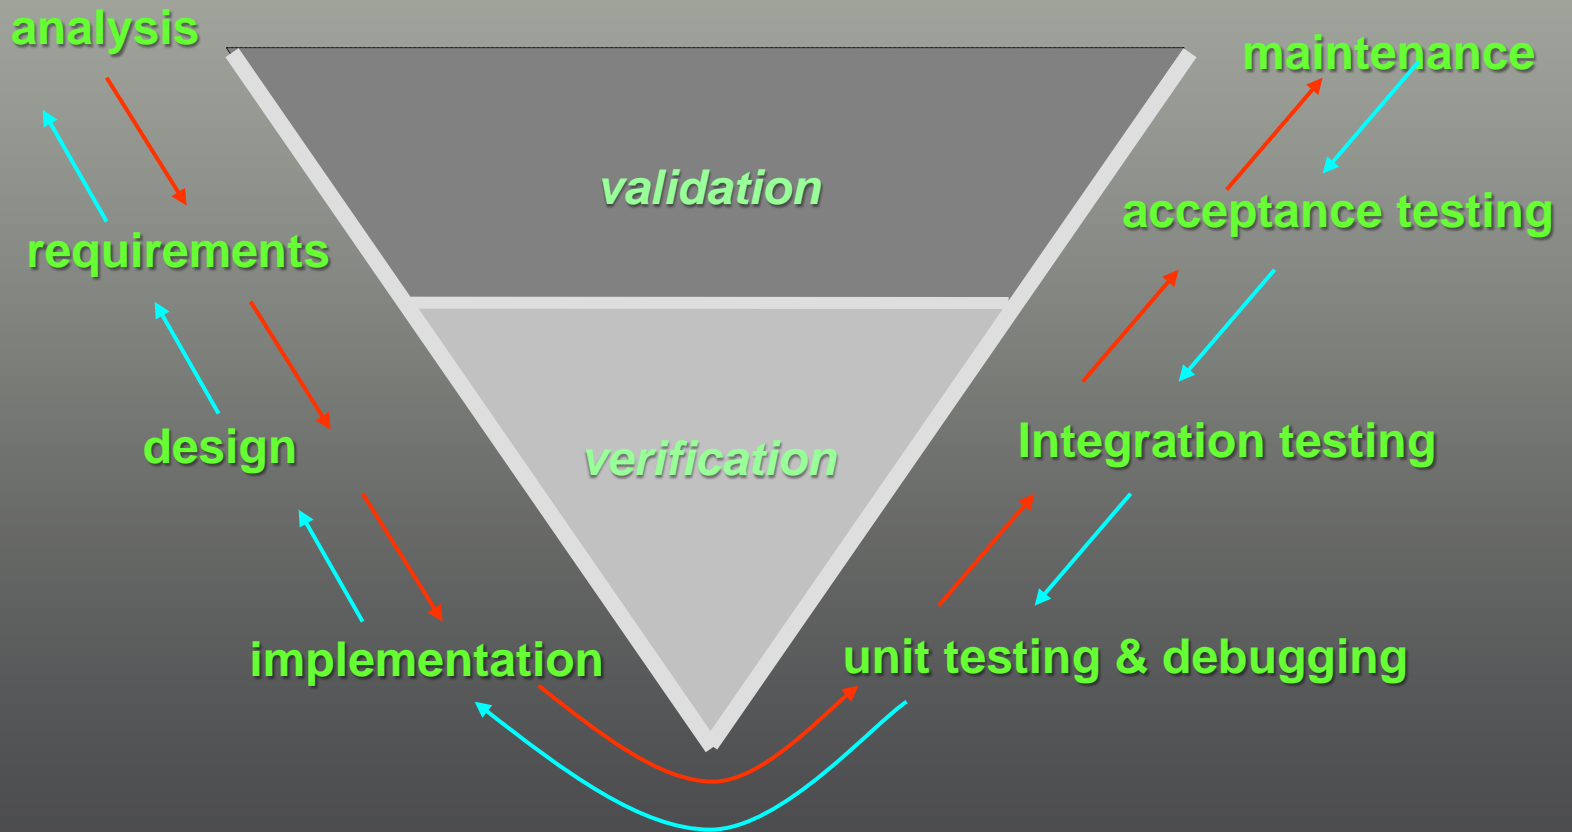 analysis
maintenance
validation
acceptance testing
requirements
design
Integration testing
verification
implementation
unit testing & debugging